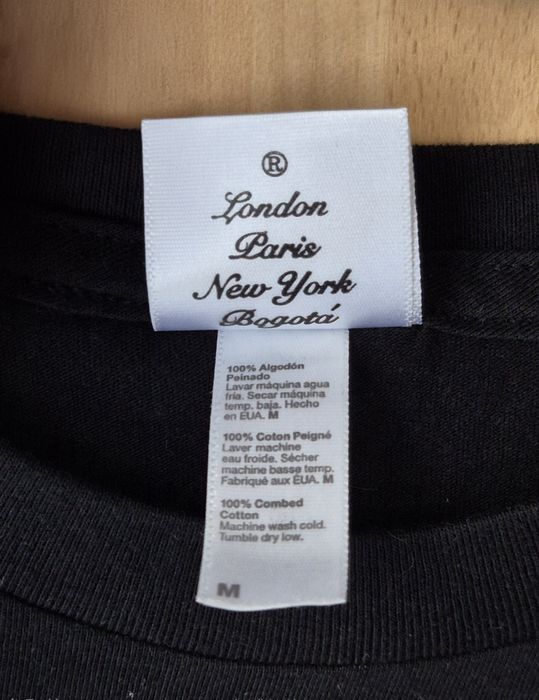 ®
London
Paris
New York
Bogotá
100% Algodón
Peinado
Lavar máquina agua
fría. Secar máquina
temp. baja. Hecho
en EUA. M
100% Coton Peigné
Laver machine
eau froide. Sécher
machine basse temp.
Fabriqué aux ÉUA. M
100% Combed
Cotton
Machine wash cold.
Tumble dry low.
M